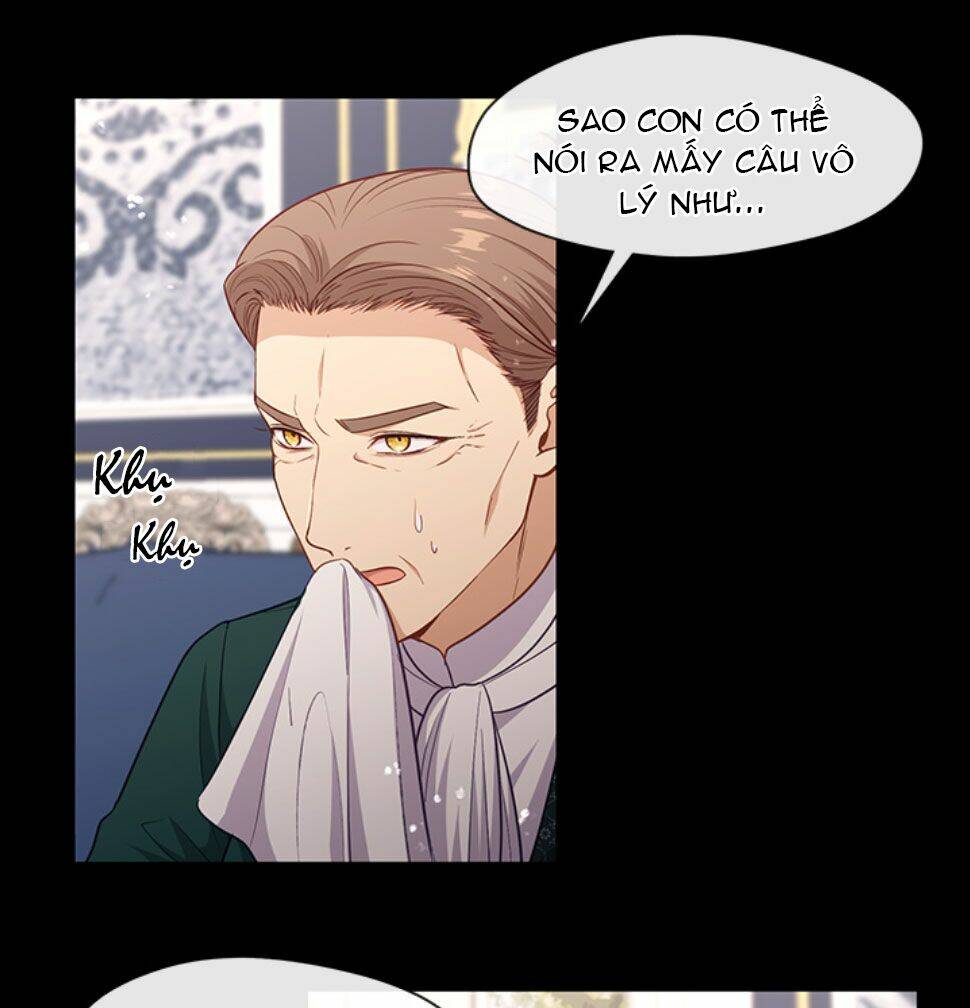 SAO CON CÓ THỂ
NÓI RA MẤY CÂU VÔ
LÝ NHƯ...
Khụ
Khụ